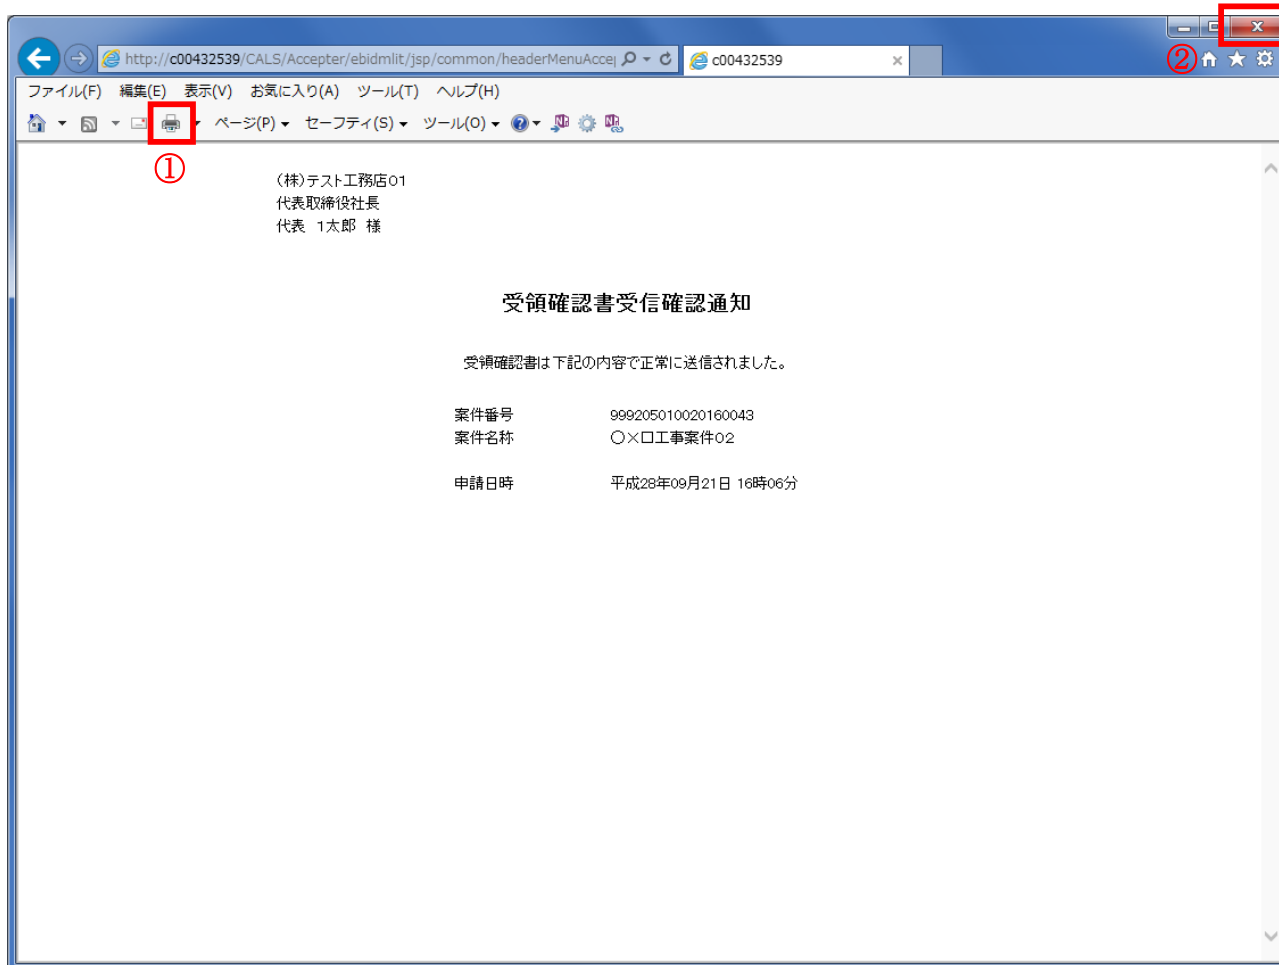 ②
http://c00432539/CALS/Accepter/ebidmlit/jsp/common/headerMenuAccep
c00432539
ファイル(F) 編集(E) 表示(V) お気に入り(A) ツール(T) ヘルプ(H)
ページ(P) セーフティ(S) ツール(O)
①
(株)テスト工務店01
代表取締役社長
代表 1太郎 様
受領確認書受信確認通知
受領確認書は下記の内容で正常に送信されました。
案件番号 999205010020160043
案件名称 ○×口工事案件02
申請日時 平成28年09月21日 16時06分